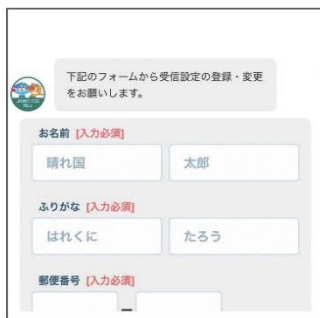 下記のフォームから受信設定の登録・変更
をお願いします。
お名前 [入力必須]
晴れ国 太郎
ふりがな [入力必須]
はれくに たろう
郵便番号 [入力必須]
–